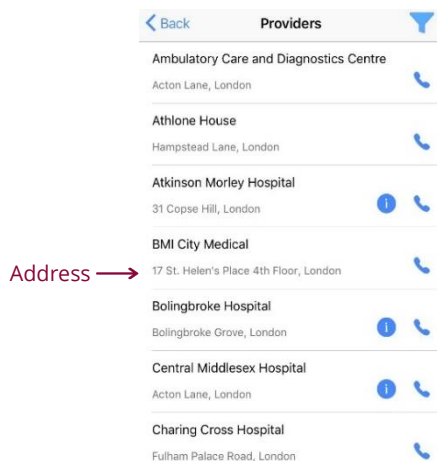 Back Providers
Ambulatory Care and Diagnostics Centre
Acton Lane, London
Athlone House
Hampstead Lane, London
Atkinson Morley Hospital
31 Copse Hill, London
BMI City Medical
Address 17 St. Helen's Place 4th Floor, London
Bolingbroke Hospital
Bolingbroke Grove, London
Central Middlesex Hospital
Acton Lane, London
Charing Cross Hospital
Fulham Palace Road, London